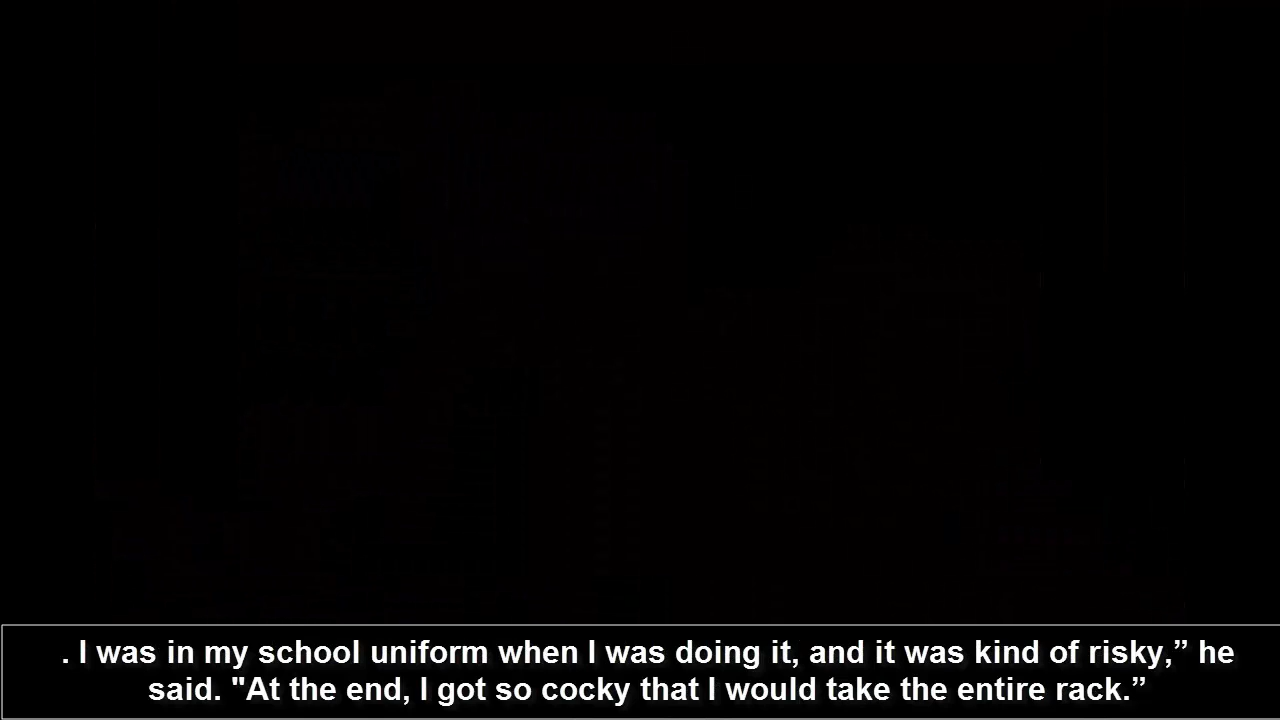 . I was in my school uniform when I was doing it, and it was kind of risky,” he
said. "At the end, I got so cocky that I would take the entire rack.”